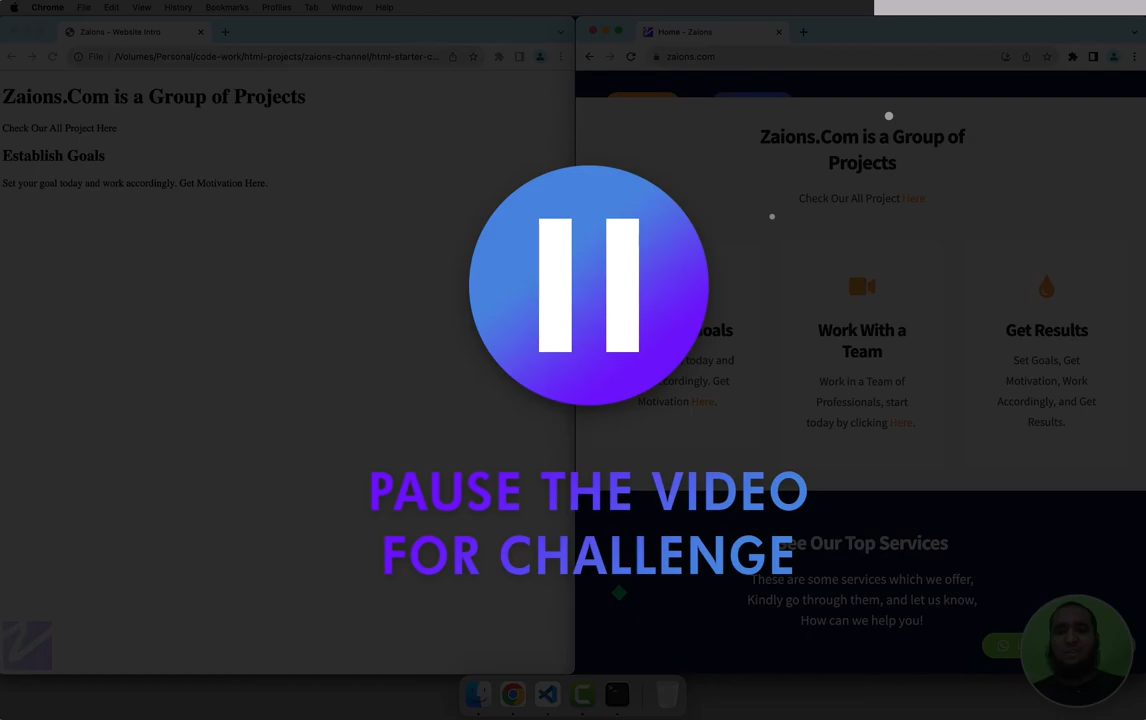 Chrome File Edit View History Bookmarks Profiles Tab Window Help
Zaions - Website Intro
File /Volumes/Personal/code-work/html-projects/zaions-channel/html-starter-c...
Zaions.Com is a Group of Projects
Check Our All Project Here
Establish Goals
Set your goal today and work accordingly. Get Motivation Here.
Home - Zaions
zaions.com
Zaions.Com is a Group of
Projects
Check Our All Project Here
oals
today and
ccordingly. Get
Motivation Here.
Work With a
Team
Work in a Team of
Professionals, start
today by clicking Here.
Get Results
Set Goals, Get
Motivation, Work
Accordingly, and Get
Results.
PAUSE THE VIDEO
FOR CHALLENGE
See Our Top Services
These are some services which we offer,
Kindly go through them, and let us know,
How can we help you!